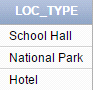 LOC_TYPE
School Hall
National Park
Hotel